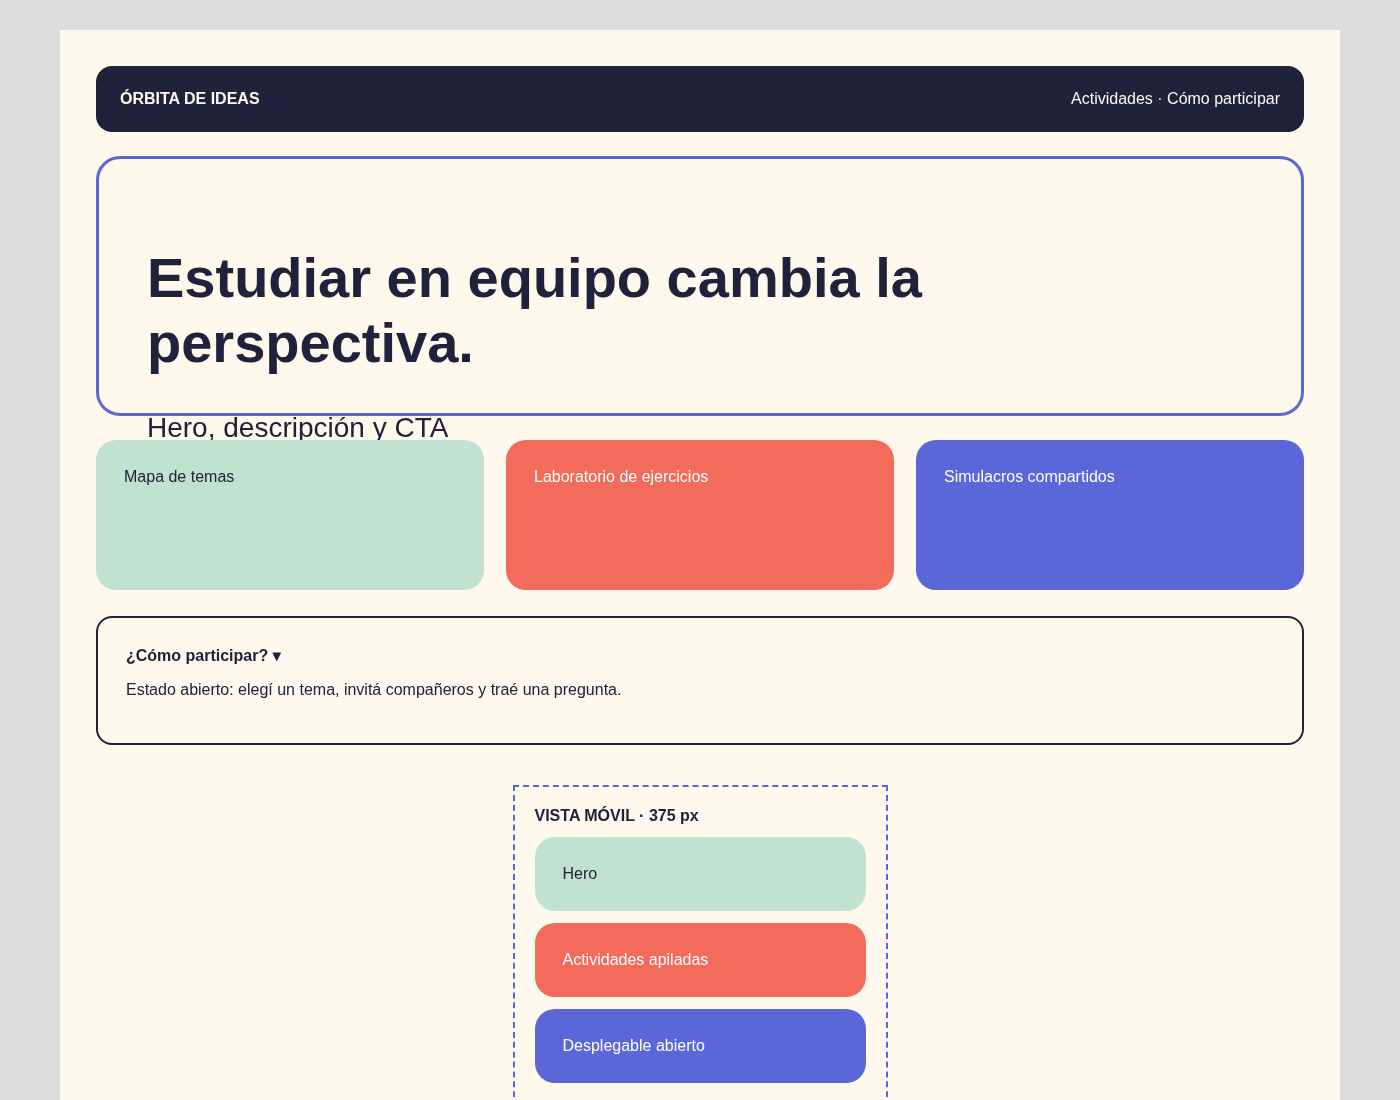 ÓRBITA DE IDEAS
Actividades · Cómo participar
Estudiar en equipo cambia la
perspectiva.
Hero, descripción y CTA
Mapa de temas
Laboratorio de ejercicios
Simulacros compartidos
¿Cómo participar? ▾
Estado abierto: elegí un tema, invitá compañeros y traé una pregunta.
VISTA MÓVIL · 375 px
Hero
Actividades apiladas
Desplegable abierto